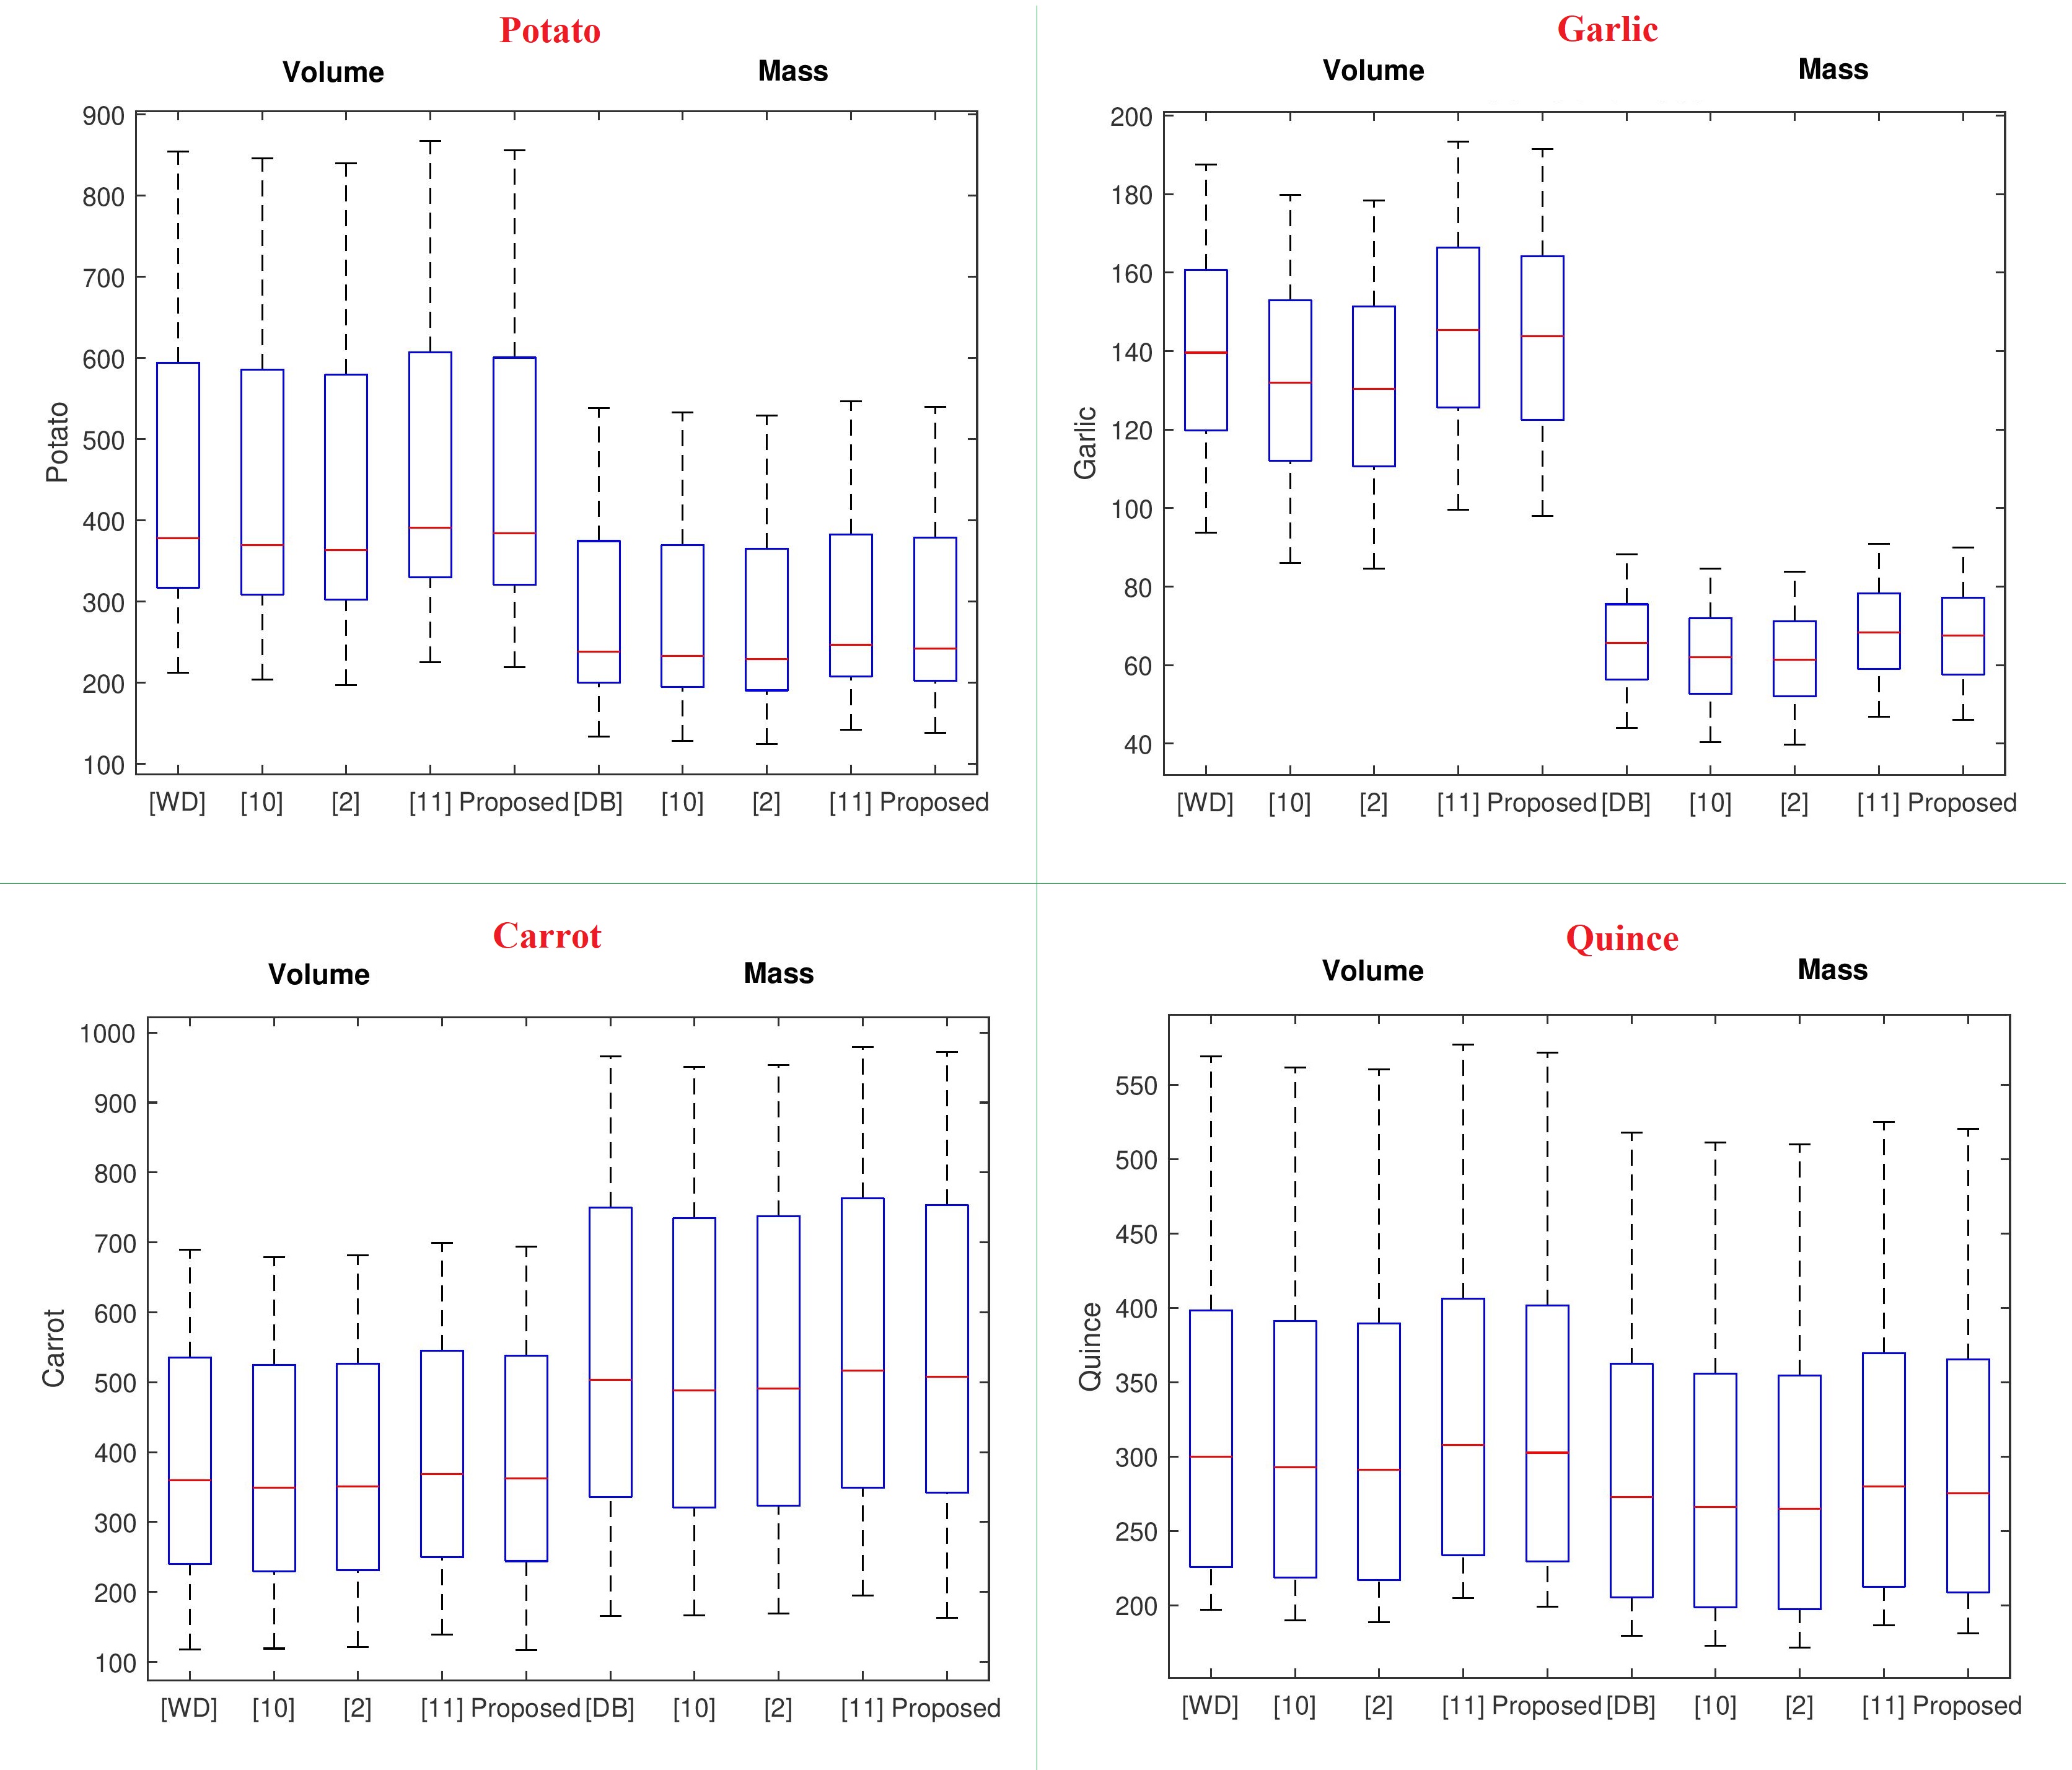 Potato
Volume Mass
900
800
700
600
500
400
300
200
100
Potato
[WD] [10] [2] [11] Proposed [DB] [10] [2] [11] Proposed
Garlic
Volume Mass
200
180
160
140
120
100
80
60
40
Garlic
[WD] [10] [2] [11] Proposed [DB] [10] [2] [11] Proposed
Carrot
Volume Mass
1000
900
800
700
600
500
400
300
200
100
Carrot
[WD] [10] [2] [11] Proposed [DB] [10] [2] [11] Proposed
Quince
Volume Mass
550
500
450
400
350
300
250
200
Quince
[WD] [10] [2] [11] Proposed [DB] [10] [2] [11] Proposed